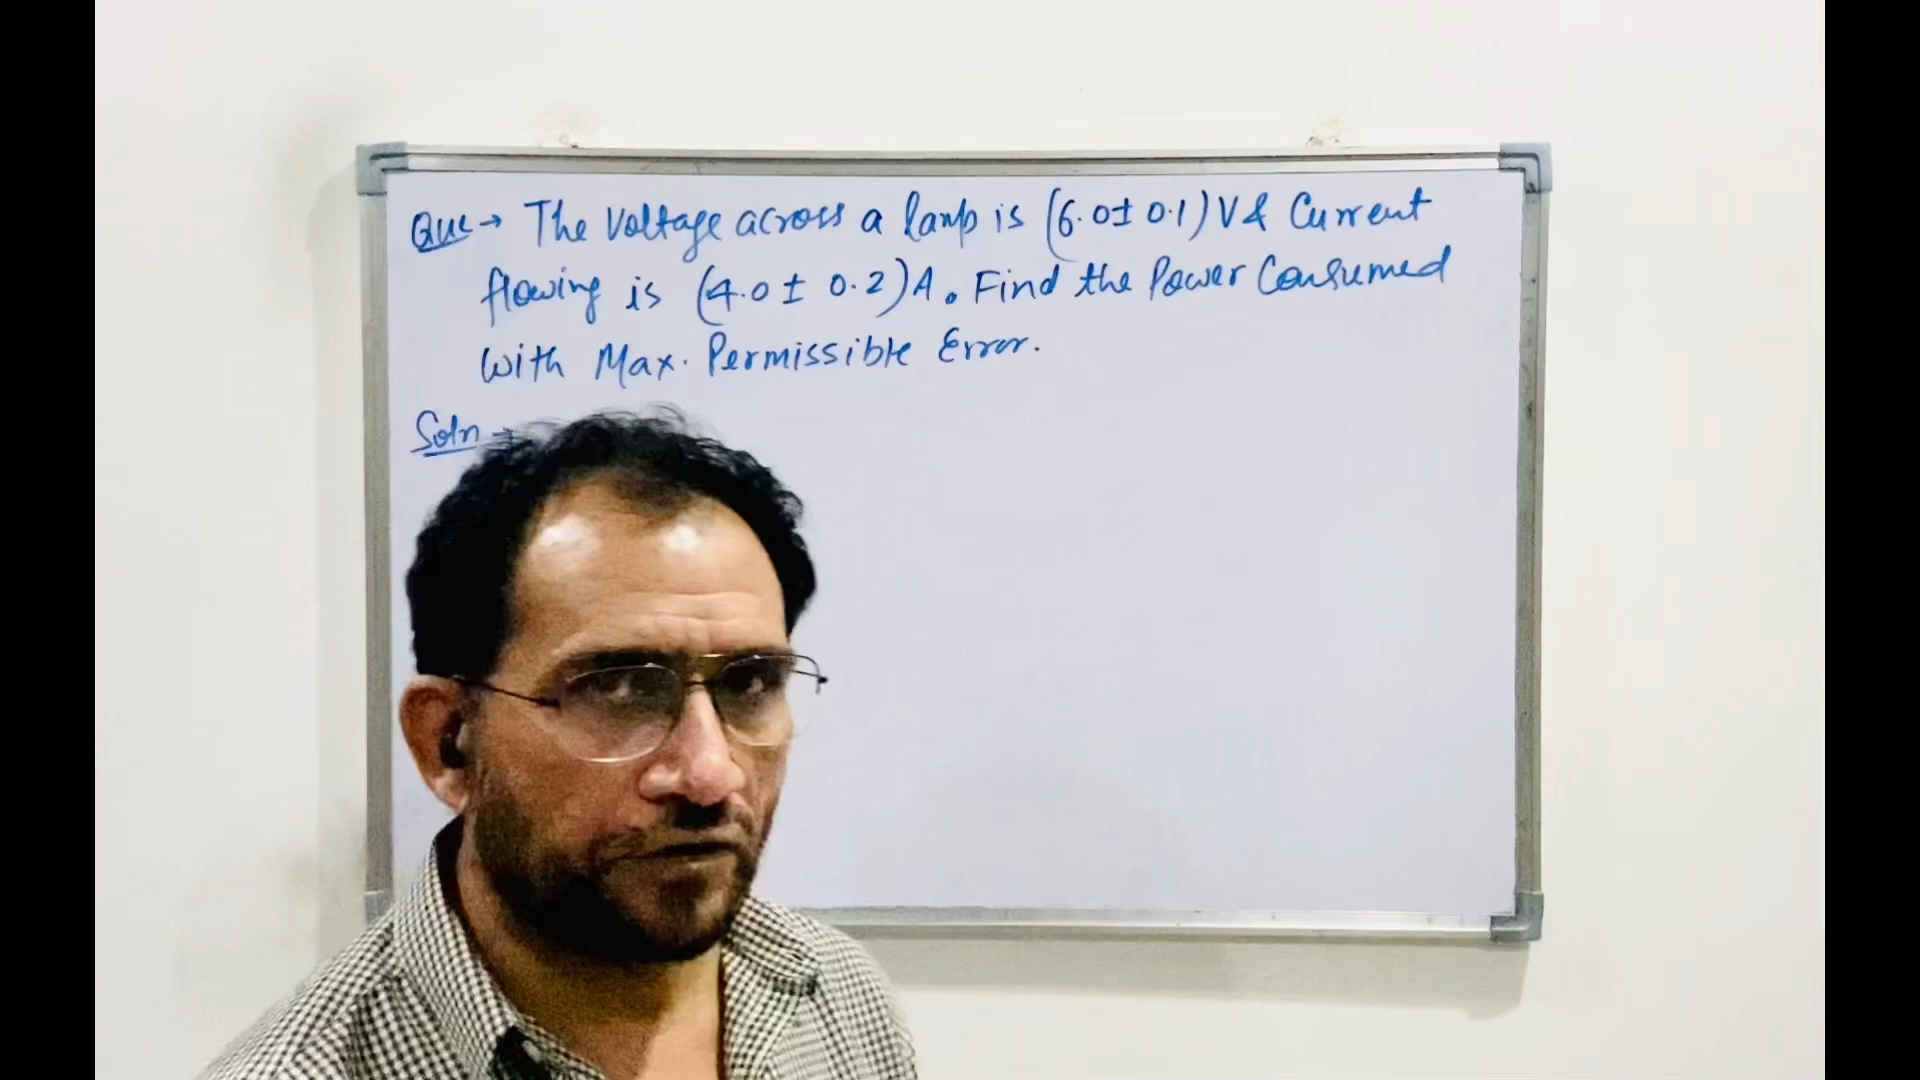 Que → The Voltage across a lamp is (6.0 ± 0.1) V & Current
flowing is (4.0 ± 0.2) A. Find the Power Consumed
with Max. Permissible Error.
Soln →